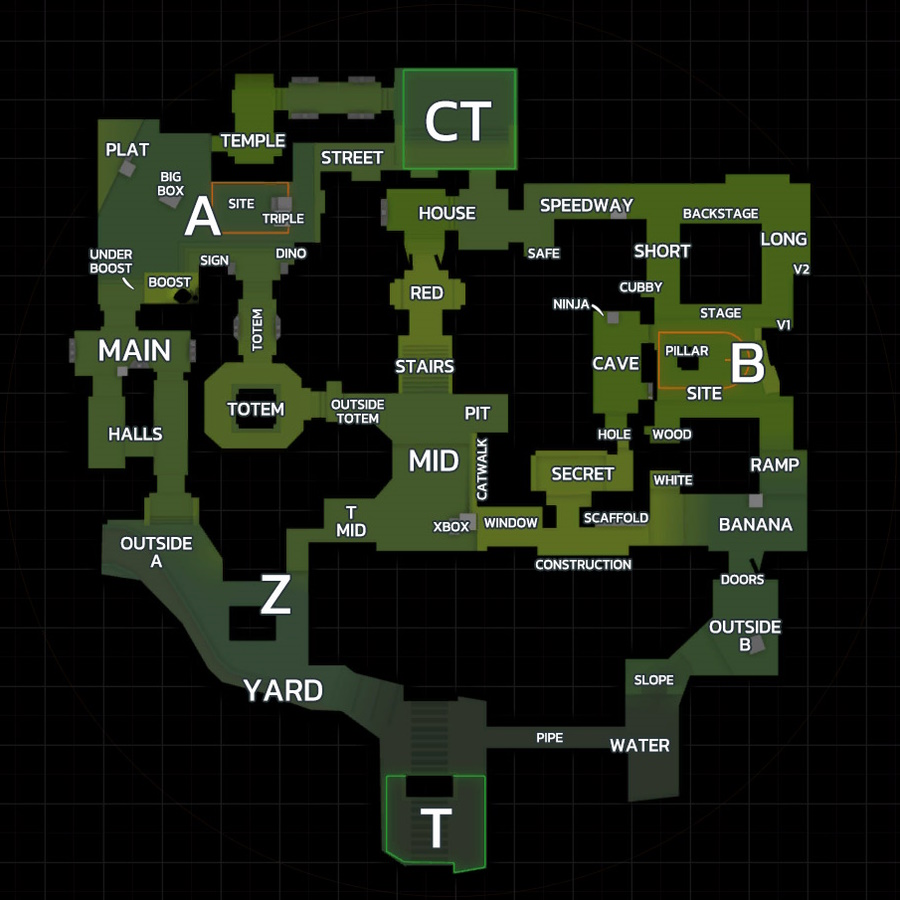 CT
TEMPLE
PLAT
STREET
BIG
BOX
SITE
A
TRIPLE
HOUSE
SPEEDWAY
BACKSTAGE
LONG
SHORT
SAFE
SIGN
DINO
UNDER
BOOST
BOOST
V2
CUBBY
RED
NINJA
STAGE
V1
TOTEM
MAIN
PILLAR
B
CAVE
STAIRS
SITE
TOTEM
OUTSIDE
TOTEM
PIT
HALLS
HOLE
WOOD
MID
CATWALK
SECRET
RAMP
WHITE
T
MID
XBOX
WINDOW
SCAFFOLD
BANANA
OUTSIDE
A
CONSTRUCTION
DOORS
Z
OUTSIDE
B
YARD
SLOPE
PIPE
WATER
T